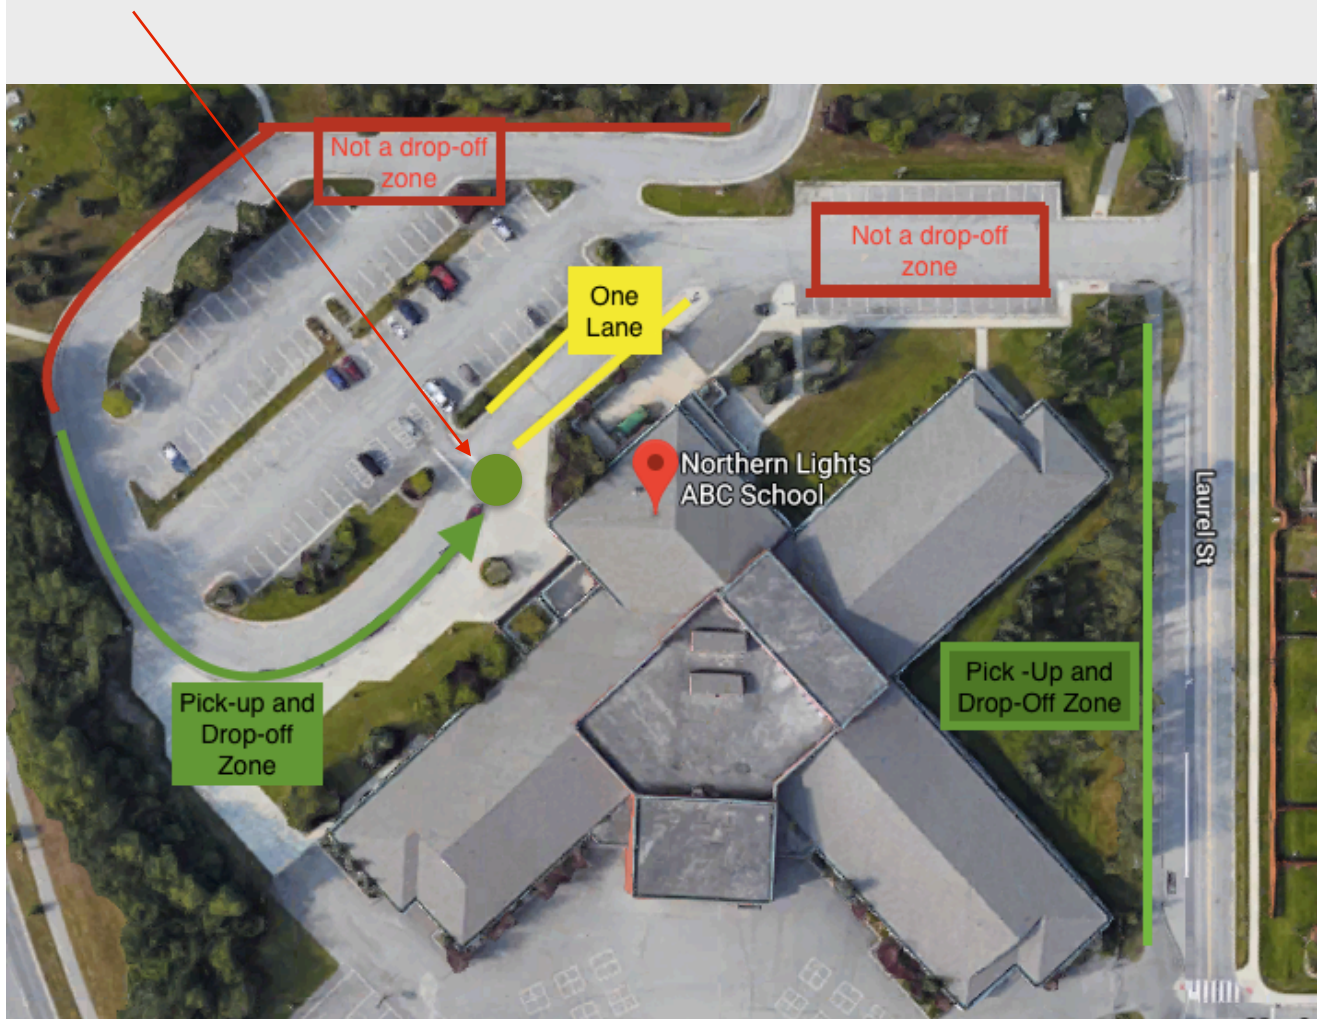 Not a drop-off
zone
Not a drop-off
zone
One
Lane
Northern Lights
ABC School
Laurel St
Pick -Up and
Drop-Off Zone
Pick-up and
Drop-off
Zone